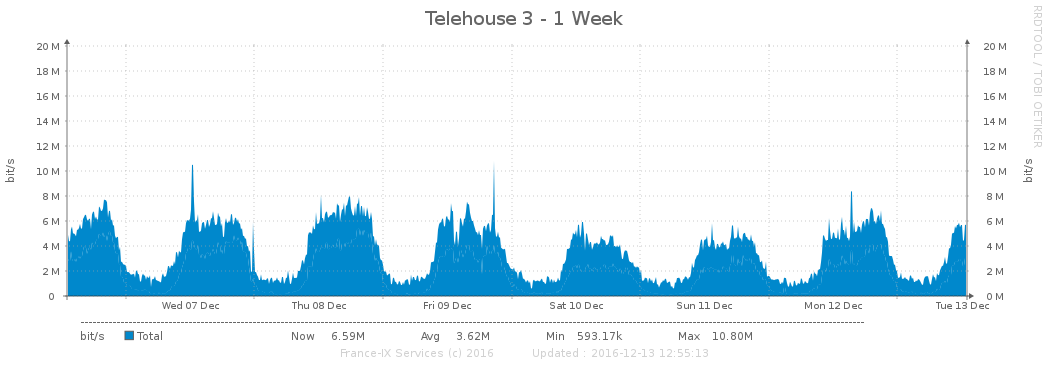 Telehouse 3 - 1 Week
RRDTOOL / TOBI OETIKER
20 M 20 M
18 M 18 M
16 M 16 M
14 M 14 M
12 M 12 M
10 M 10 M
8 M 8 M
6 M 6 M
4 M 4 M
2 M 2 M
0 0 M
bit/s bit/s
Wed 07 Dec Thu 08 Dec Fri 09 Dec Sat 10 Dec Sun 11 Dec Mon 12 Dec Tue 13 Dec
bit/s Total Now 6.59M Avg 3.62M Min 593.17k Max 10.80M
France-IX Services (c) 2016 Updated : 2016-12-13 12:55:13